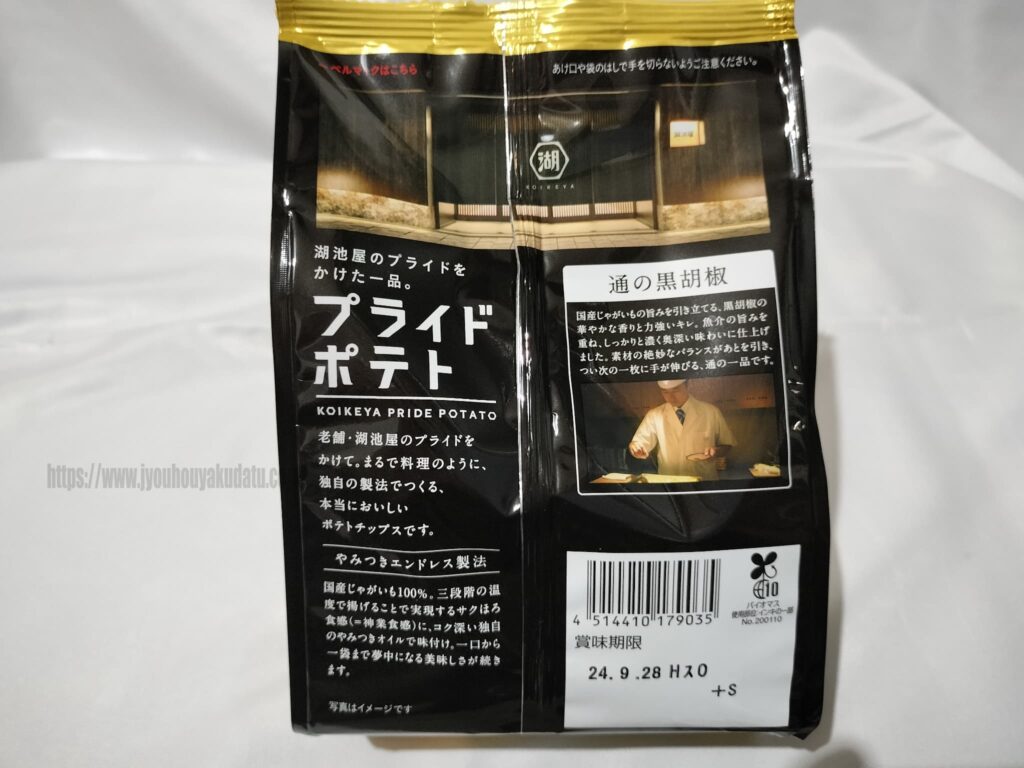 ベルマークはこちら
あけ口や袋のはしで手を切らないようご注意ください。
湖
KOIKEYA
湖池屋のプライドを
かけた一品。
プライド
ポテト
KOIKEYA PRIDE POTATO
老舗・湖池屋のプライドを
かけて。まるで料理のように、
独自の製法でつくる、
本当においしい
ポテトチップスです。
やみつきエンドレス製法
国産じゃがいも100%。三段階の温
度で揚げることで実現するサクほろ
食感(=神業食感)に、コク深い独自
のやみつきオイルで味付け。一口から
一袋まで夢中になる美味しさが続き
ます。
写真はイメージです
通の黒胡椒
国産じゃがいもの旨みを引き立てる、黒胡椒の
華やかな香りと力強いキレ。魚介の旨みを
重ね、しっかりと濃く奥深い味わいに仕上げ
ました。素材の絶妙なバランスがあとを引き、
つい次の一枚に手が伸びる、通の一品です。
4 514410 179035
10
バイオマス
使用部位:インキの一部
No.200110
賞味期限
24.9.28 Hス0
+S
https://www.jyouhouyakudatu.c